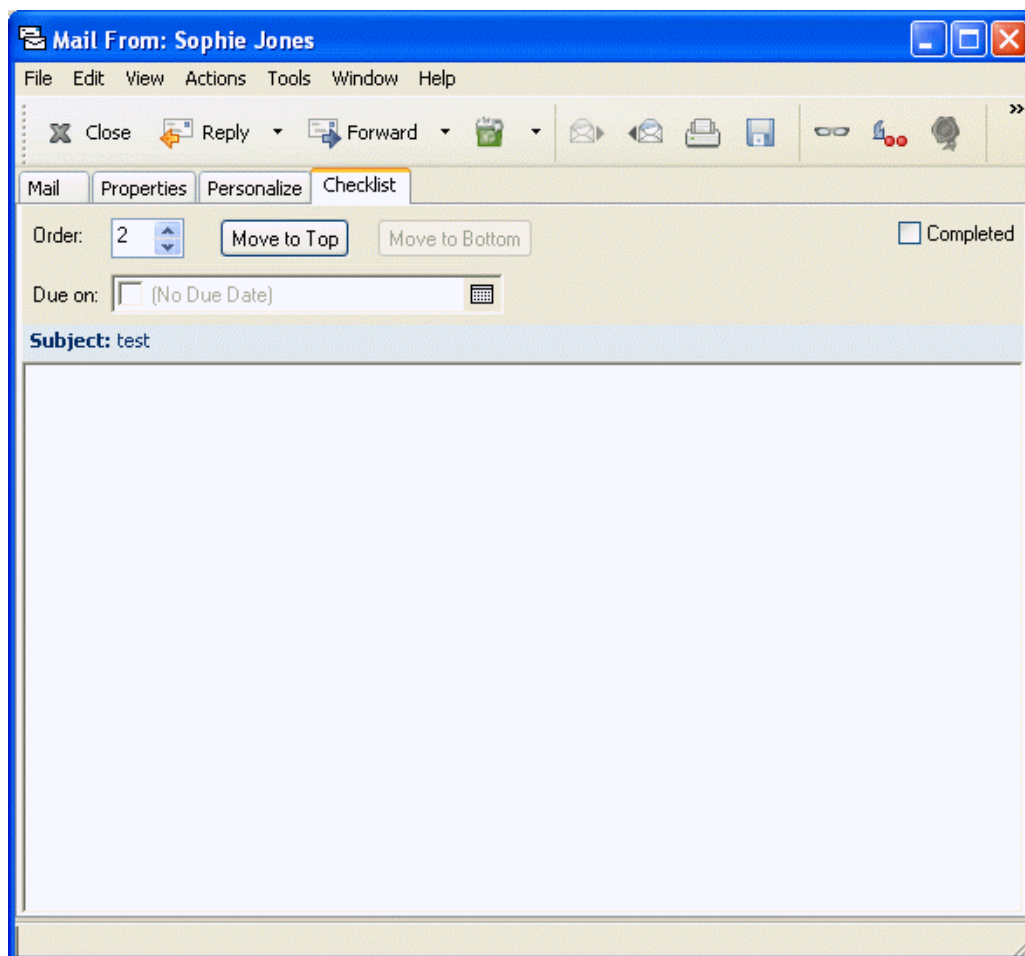 Mail From: Sophie Jones
File Edit View Actions Tools Window Help
Close Reply Forward »
Mail Properties Personalize Checklist
Order: 2 Move to Top Move to Bottom Completed
Due on: (No Due Date)
Subject: test